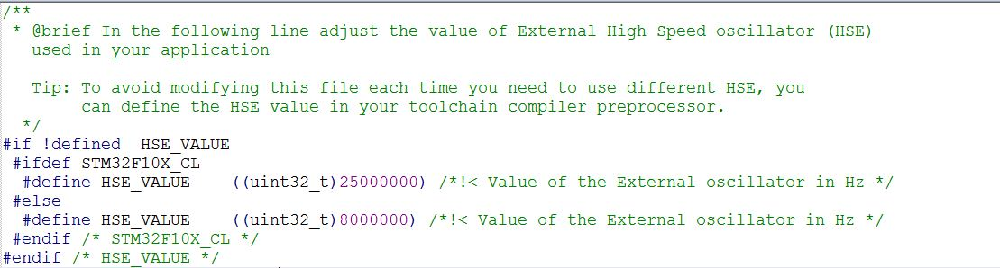 /**
 * @brief In the following line adjust the value of External High Speed oscillator (HSE)
   used in your application

   Tip: To avoid modifying this file each time you need to use different HSE, you
        can define the HSE value in your toolchain compiler preprocessor.
  */
#if !defined  HSE_VALUE
 #ifdef STM32F10X_CL
  #define HSE_VALUE    ((uint32_t)25000000) /*!< Value of the External oscillator in Hz */
 #else
  #define HSE_VALUE    ((uint32_t)8000000) /*!< Value of the External oscillator in Hz */
 #endif /* STM32F10X_CL */
#endif /* HSE_VALUE */